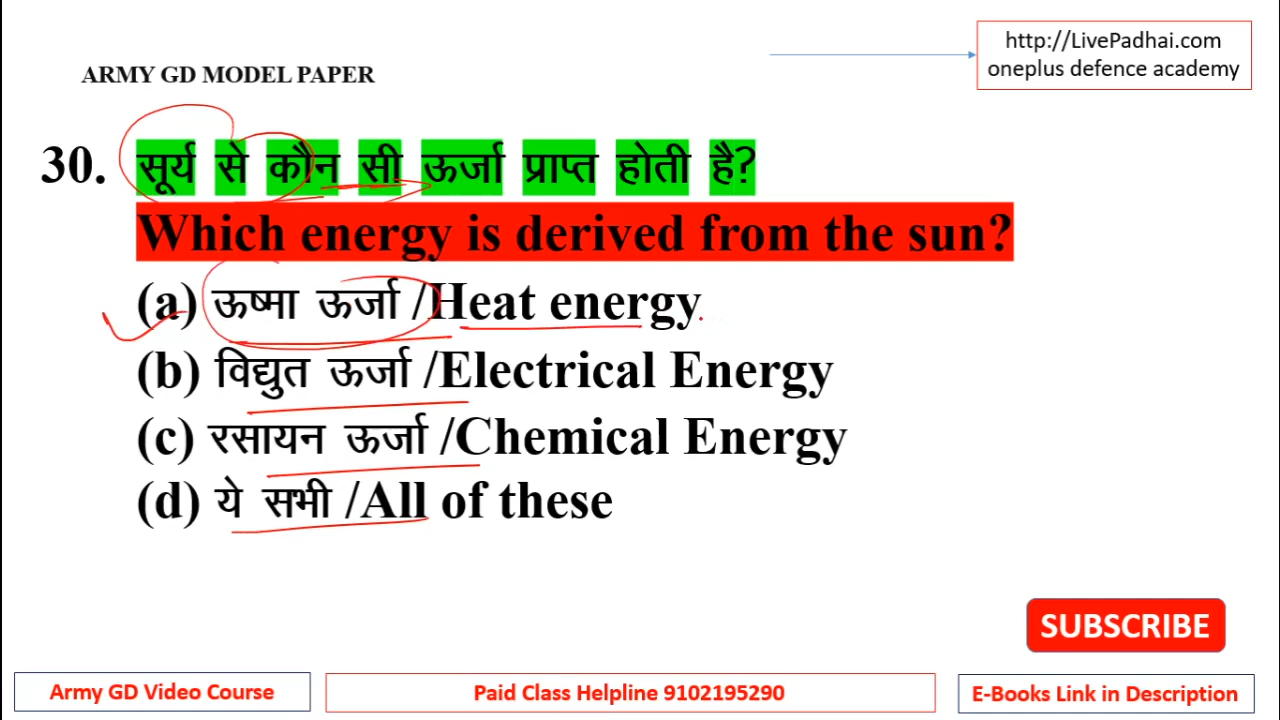 http://LivePadhai.com
oneplus defence academy
ARMY GD MODEL PAPER
30. सूर्य से कौन सी ऊर्जा प्राप्त होती है?
Which energy is derived from the sun?
(a) ऊष्मा ऊर्जा /Heat energy
(b) विद्युत ऊर्जा /Electrical Energy
(c) रसायन ऊर्जा /Chemical Energy
(d) ये सभी /All of these
SUBSCRIBE
Army GD Video Course
Paid Class Helpline 9102195290
E-Books Link in Description